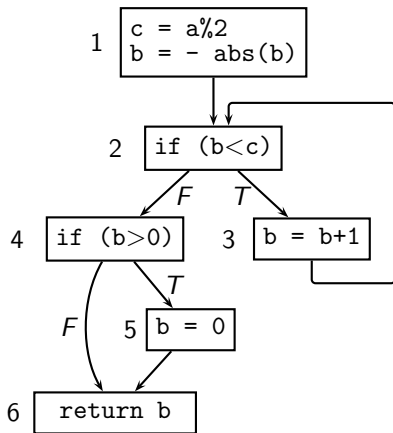 1
c = a%2
b = - abs(b)
2
if (b<c)
F
T
4
if (b>0)
3
b = b+1
T
F
5
b = 0
6
return b